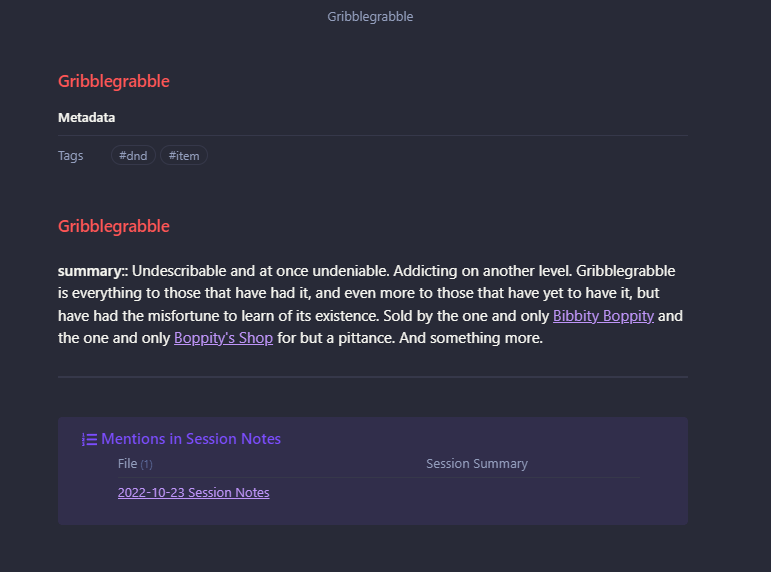 Gribblegrabble
Gribblegrabble
Metadata
Tags #dnd #item
Gribblegrabble
summary:: Undescribable and at once undeniable. Addicting on another level. Gribblegrabble
is everything to those that have had it, and even more to those that have yet to have it, but
have had the misfortune to learn of its existence. Sold by the one and only Bibbity Boppity and
the one and only Boppity's Shop for but a pittance. And something more.
Mentions in Session Notes
File (1) Session Summary
2022-10-23 Session Notes